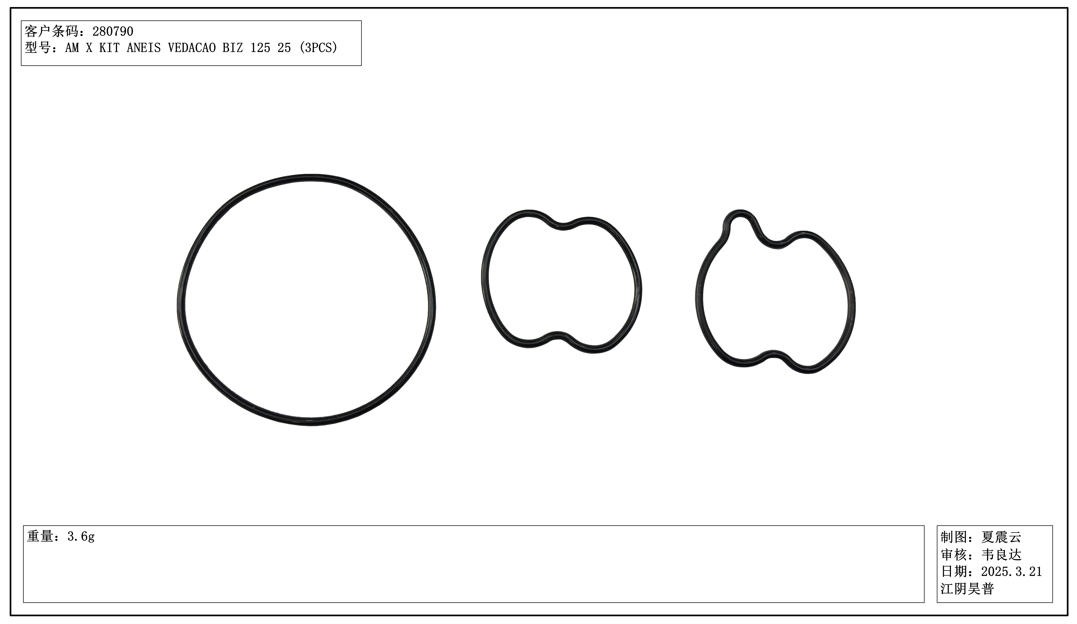 客户条码：280790
型号：AM X KIT ANEIS VEDACAO BIZ 125 25 (3PCS)
重量：3.6g
制图：夏震云
审核：韦良达
日期：2025.3.21
江阴昊普